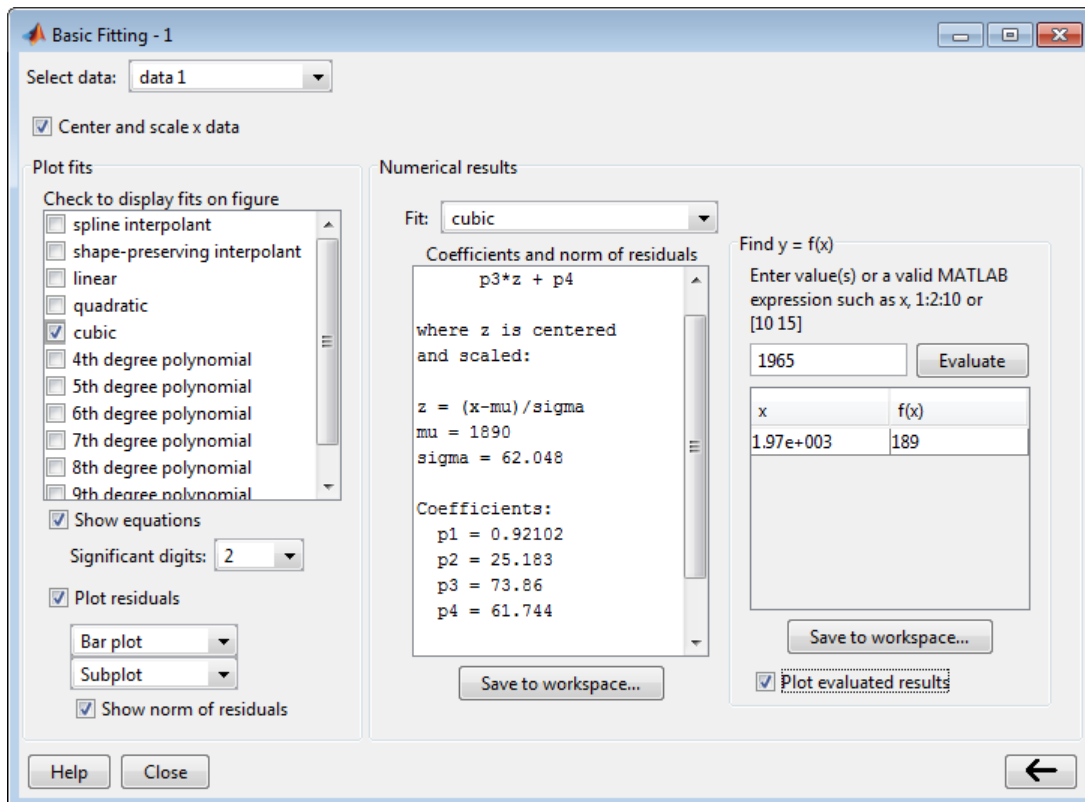 Basic Fitting - 1
Select data: data 1
Center and scale x data
Plot fits
Check to display fits on figure
spline interpolant
shape-preserving interpolant
linear
quadratic
cubic
4th degree polynomial
5th degree polynomial
6th degree polynomial
7th degree polynomial
8th degree polynomial
9th degree polynomial
Show equations
Significant digits: 2
Plot residuals
Bar plot
Subplot
Show norm of residuals
Numerical results
Fit: cubic
Coefficients and norm of residuals
p3*z + p4
where z is centered
and scaled:
z = (x-mu)/sigma
mu = 1890
sigma = 62.048
Coefficients:
p1 = 0.92102
p2 = 25.183
p3 = 73.86
p4 = 61.744
Save to workspace...
Find y = f(x)
Enter value(s) or a valid MATLAB
expression such as x, 1:2:10 or
[10 15]
1965 Evaluate
x f(x)
1.97e+003 189
Save to workspace...
Plot evaluated results
Help Close